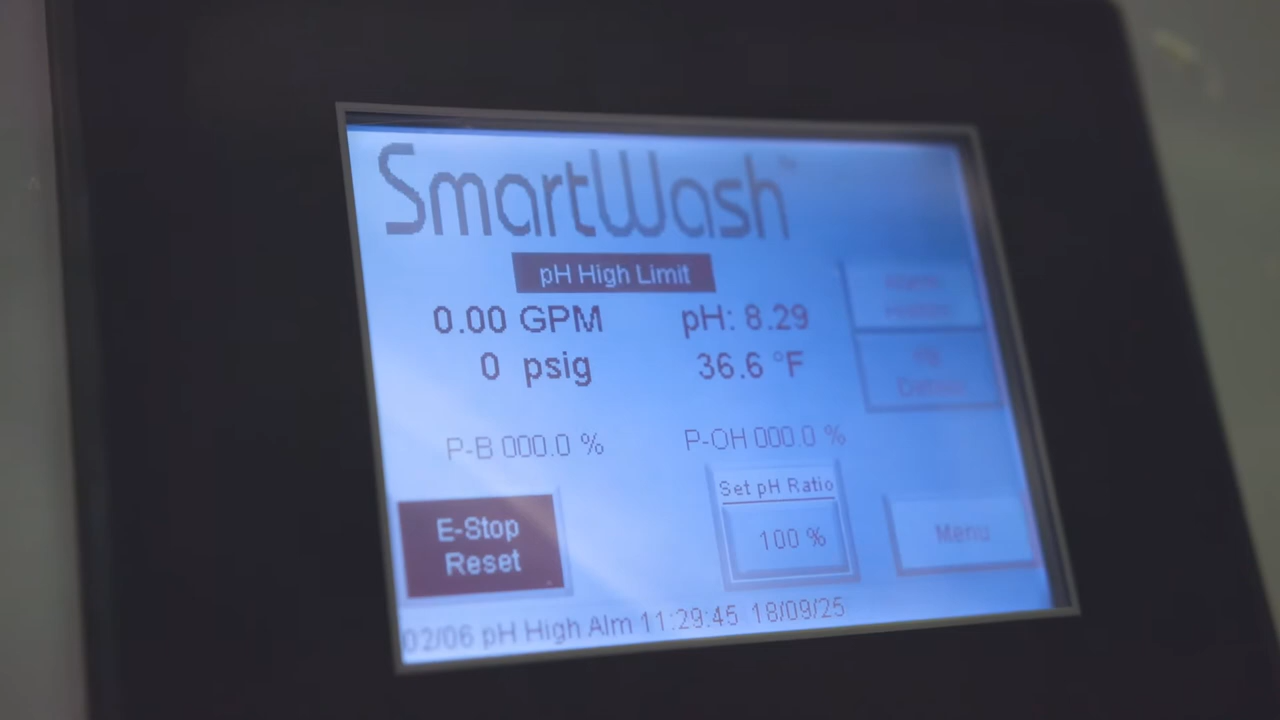 SmartWash
pH High Limit
0.00 GPM
pH: 8.29
0 psig
36.6 °F
P-B 000.0 %
P-OH 000.0 %
Set pH Ratio
100 %
E-Stop
Reset
Menu
02/06 pH High Alm 11:29:45 18/09/25